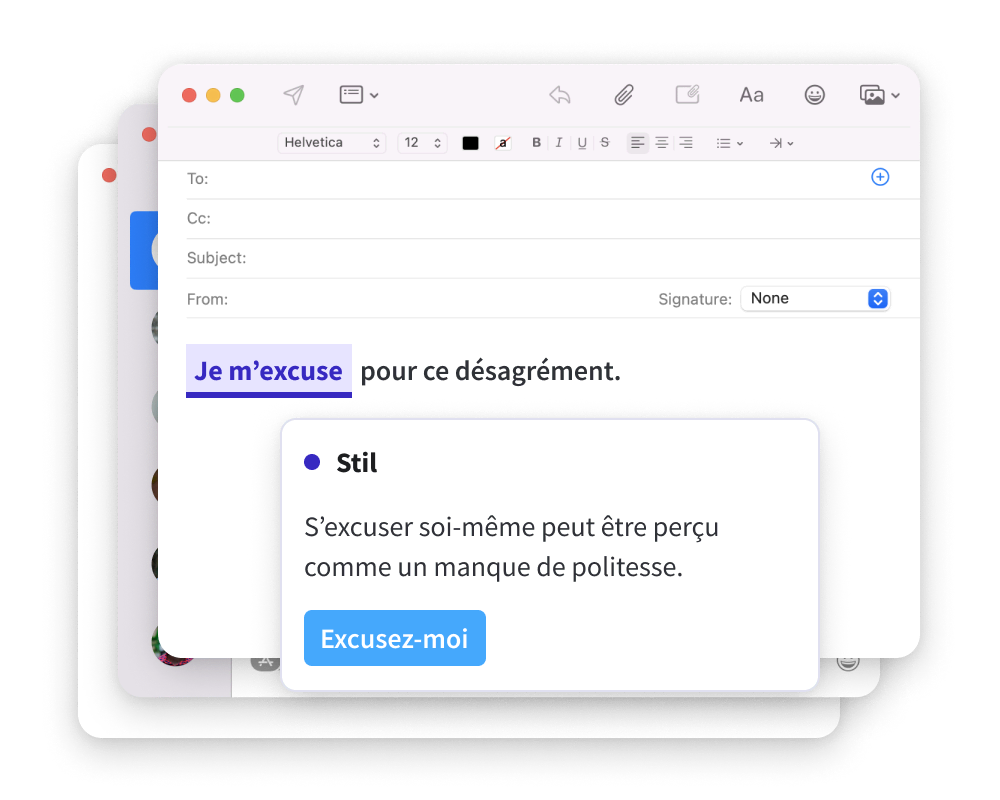 Aa
Helvetica 12 a B I U S
To:
Cc:
Subject:
From: Signature: None
Je m’excuse pour ce désagrément.
Stil
S’excuser soi-même peut être perçu
comme un manque de politesse.
Excusez-moi